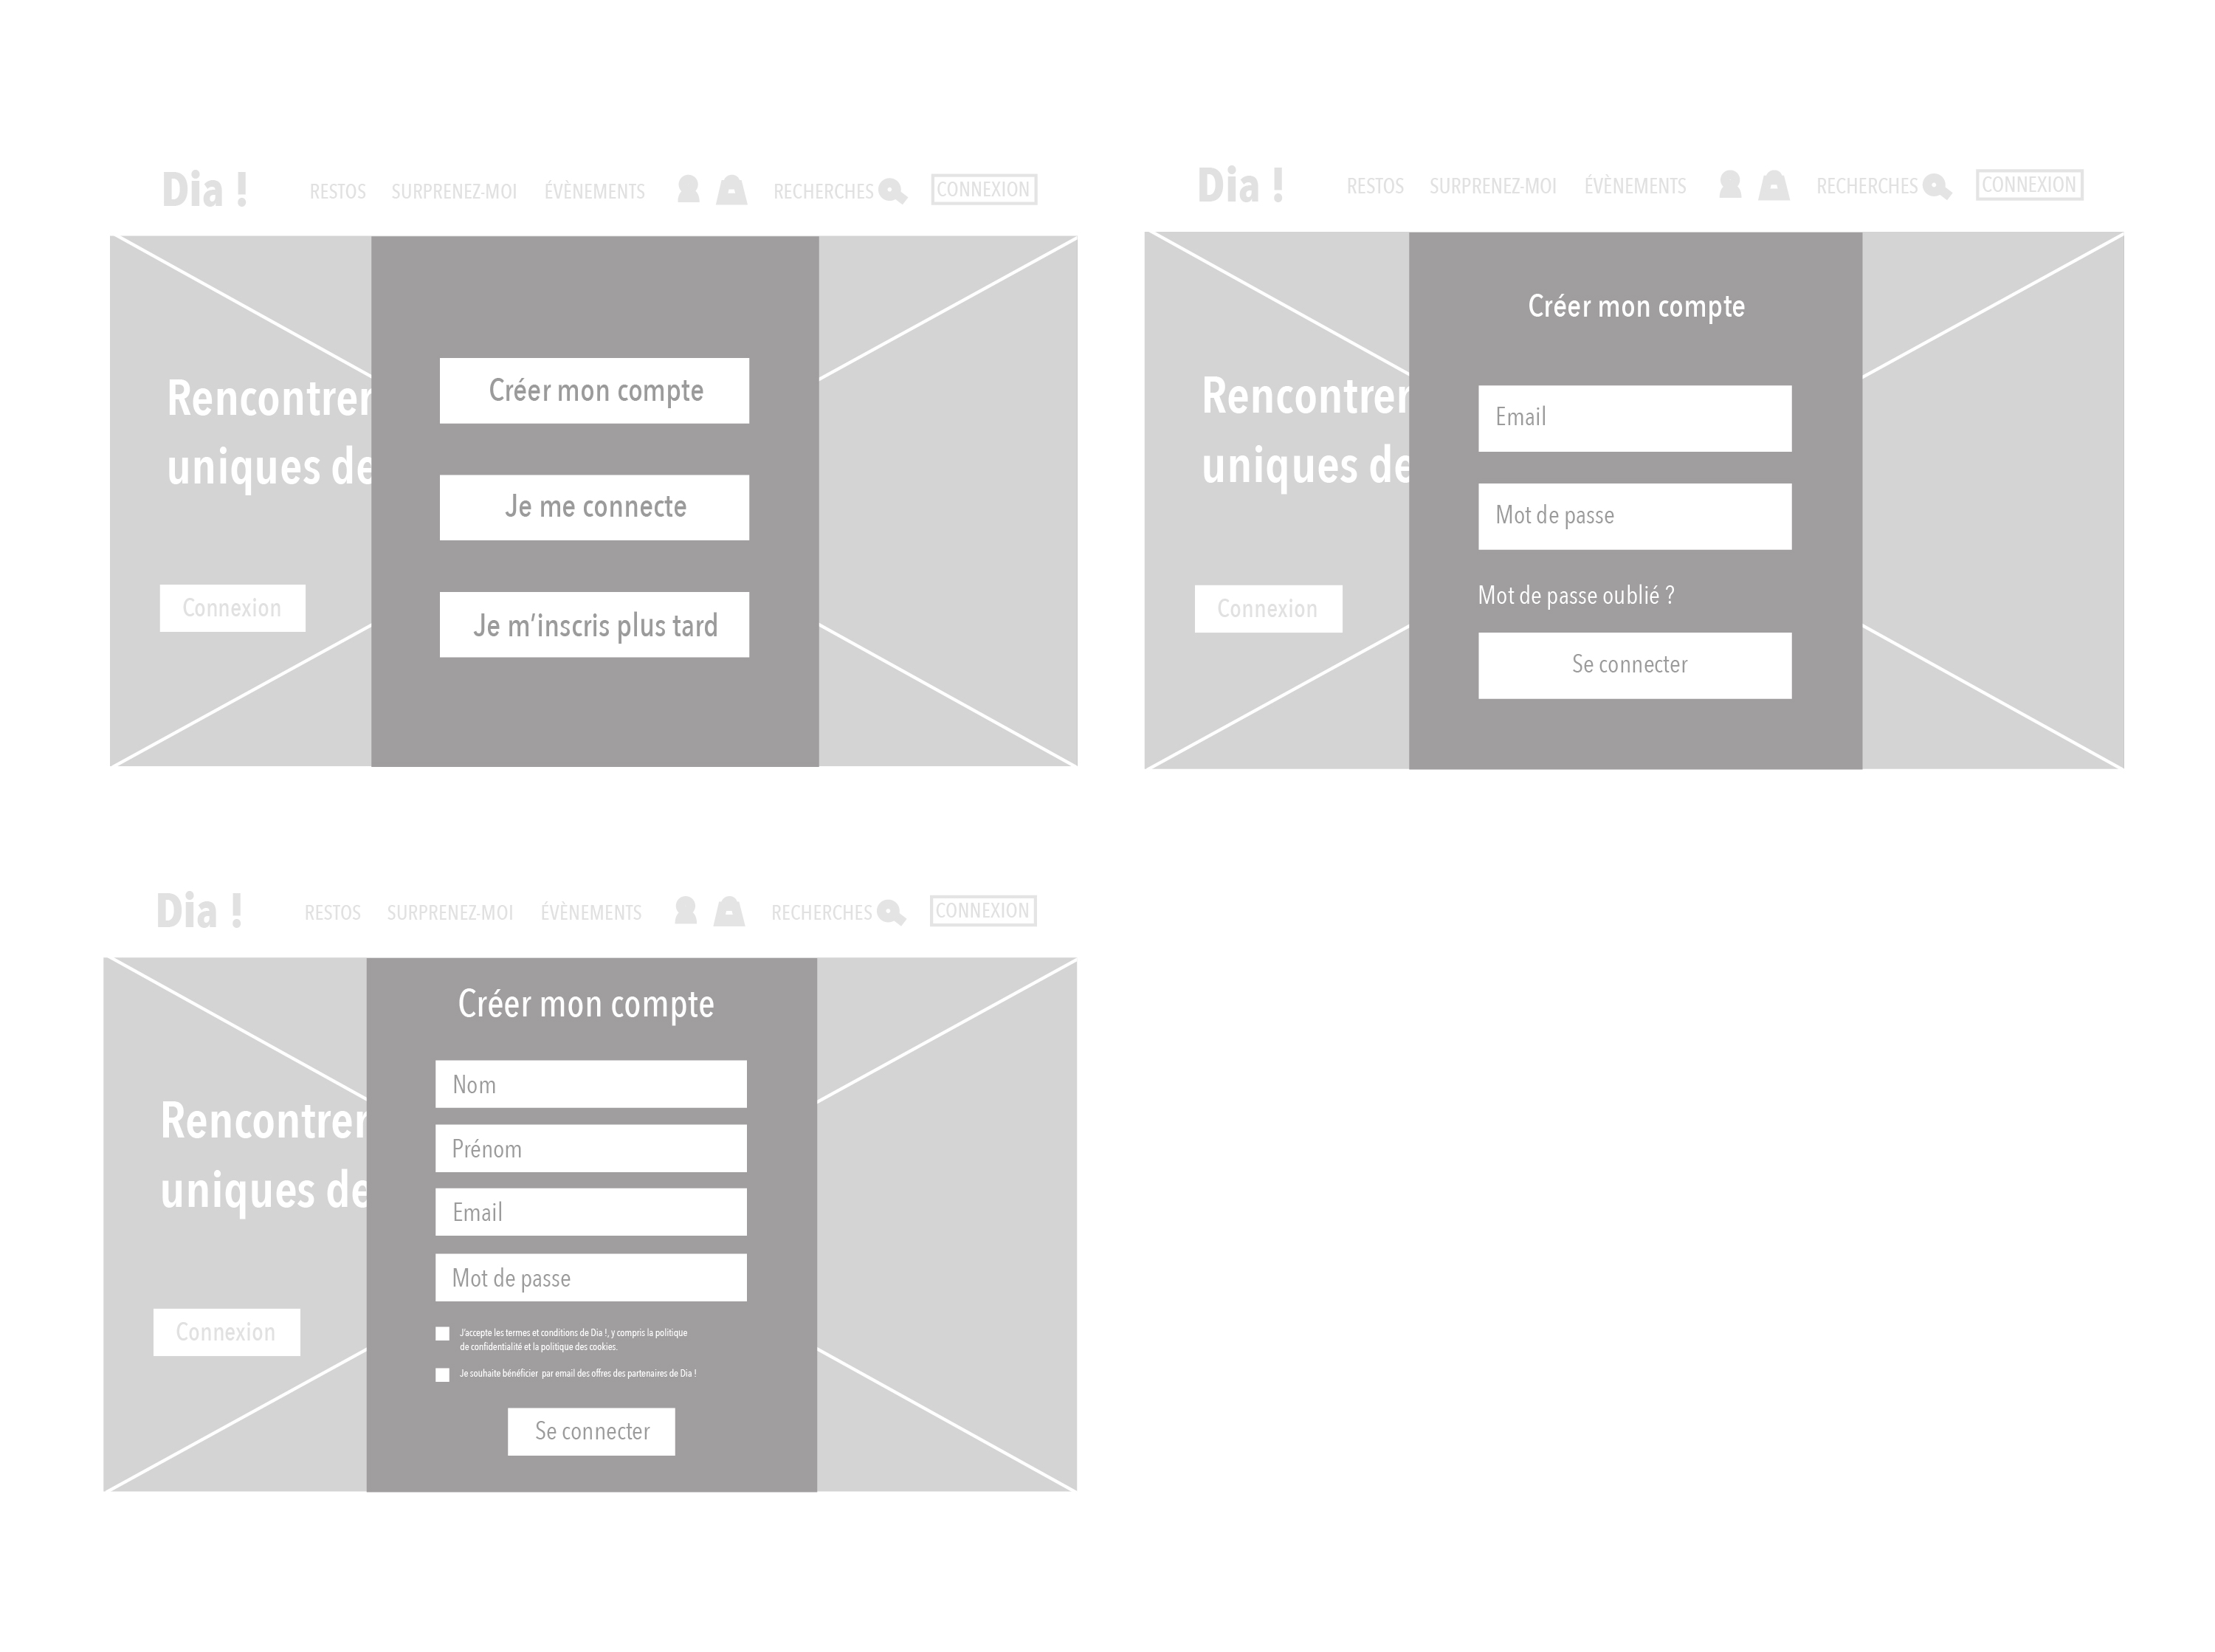 Dia !
RESTOS
SURPRENEZ-MOI
ÉVÈNEMENTS
RECHERCHES
CONNEXION
Rencontrer
uniques de
Connexion
Créer mon compte
Je me connecte
Je m’inscris plus tard
Dia !
RESTOS
SURPRENEZ-MOI
ÉVÈNEMENTS
RECHERCHES
CONNEXION
Rencontrer
uniques de
Connexion
Créer mon compte
Email
Mot de passe
Mot de passe oublié ?
Se connecter
Dia !
RESTOS
SURPRENEZ-MOI
ÉVÈNEMENTS
RECHERCHES
CONNEXION
Rencontrer
uniques de
Connexion
Créer mon compte
Nom
Prénom
Email
Mot de passe
J'accepte les termes et conditions de Dia !, y compris la politique
de confidentialité et la politique des cookies.
Je souhaite bénéficier par email des offres des partenaires de Dia !
Se connecter